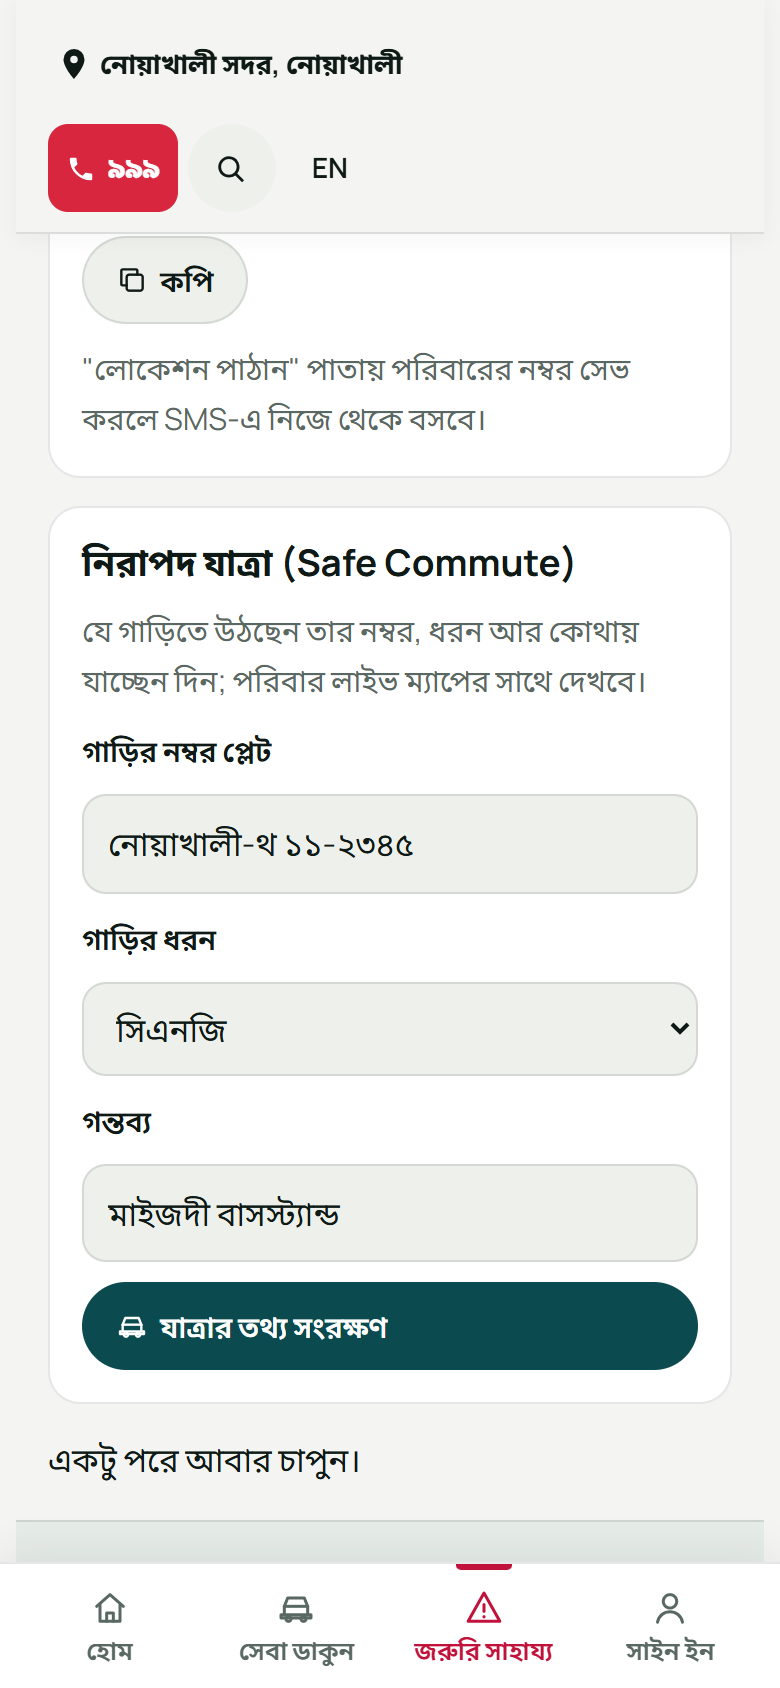 নোয়াখালী সদর, নোয়াখালী
৯৯৯
EN
কপি
"লোকেশন পাঠান" পাতায় পরিবারের নম্বর সেভ
করলে SMS-এ নিজে থেকে বসবে।
নিরাপদ যাত্রা (Safe Commute)
যে গাড়িতে উঠছেন তার নম্বর, ধরন আর কোথায়
যাচ্ছেন দিন; পরিবার লাইভ ম্যাপের সাথে দেখবে।
গাড়ির নম্বর প্লেট
নোয়াখালী-থ ১১-২৩৪৫
গাড়ির ধরন
সিএনজি
গন্তব্য
মাইজদী বাসস্ট্যান্ড
যাত্রার তথ্য সংরক্ষণ
একটু পরে আবার চাপুন।
হোম
সেবা ডাকুন
জরুরি সাহায্য
সাইন ইন